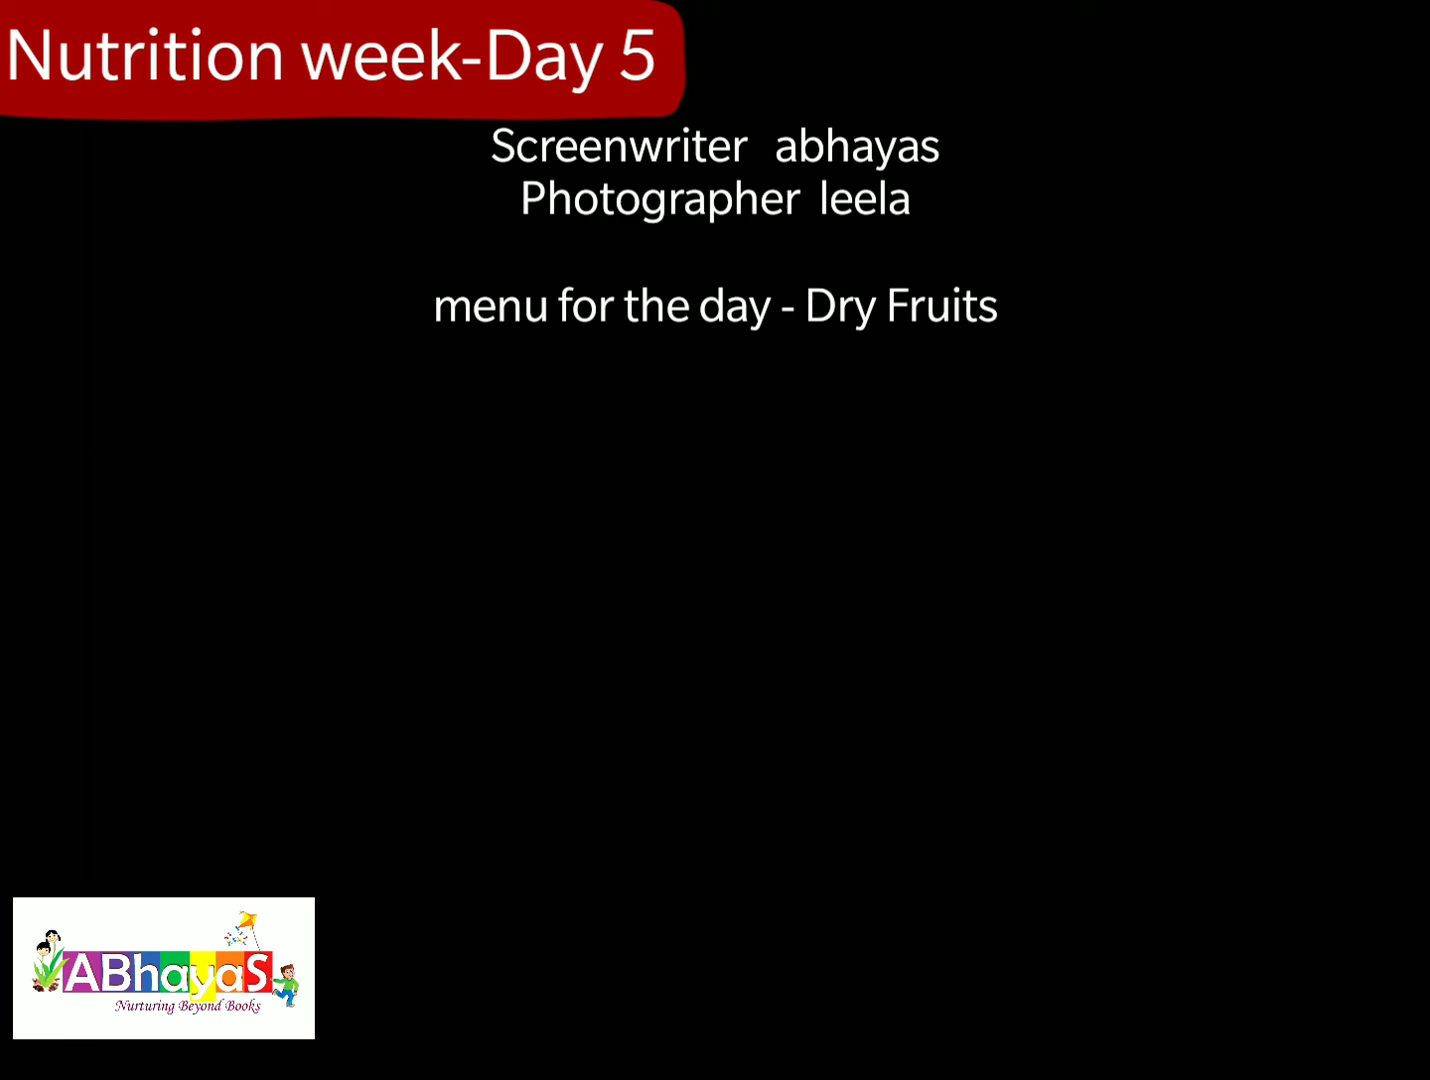 Nutrition week-Day 5
Screenwriter abhayas
Photographer leela
menu for the day - Dry Fruits
ABhayaS
Nurturing Beyond Books